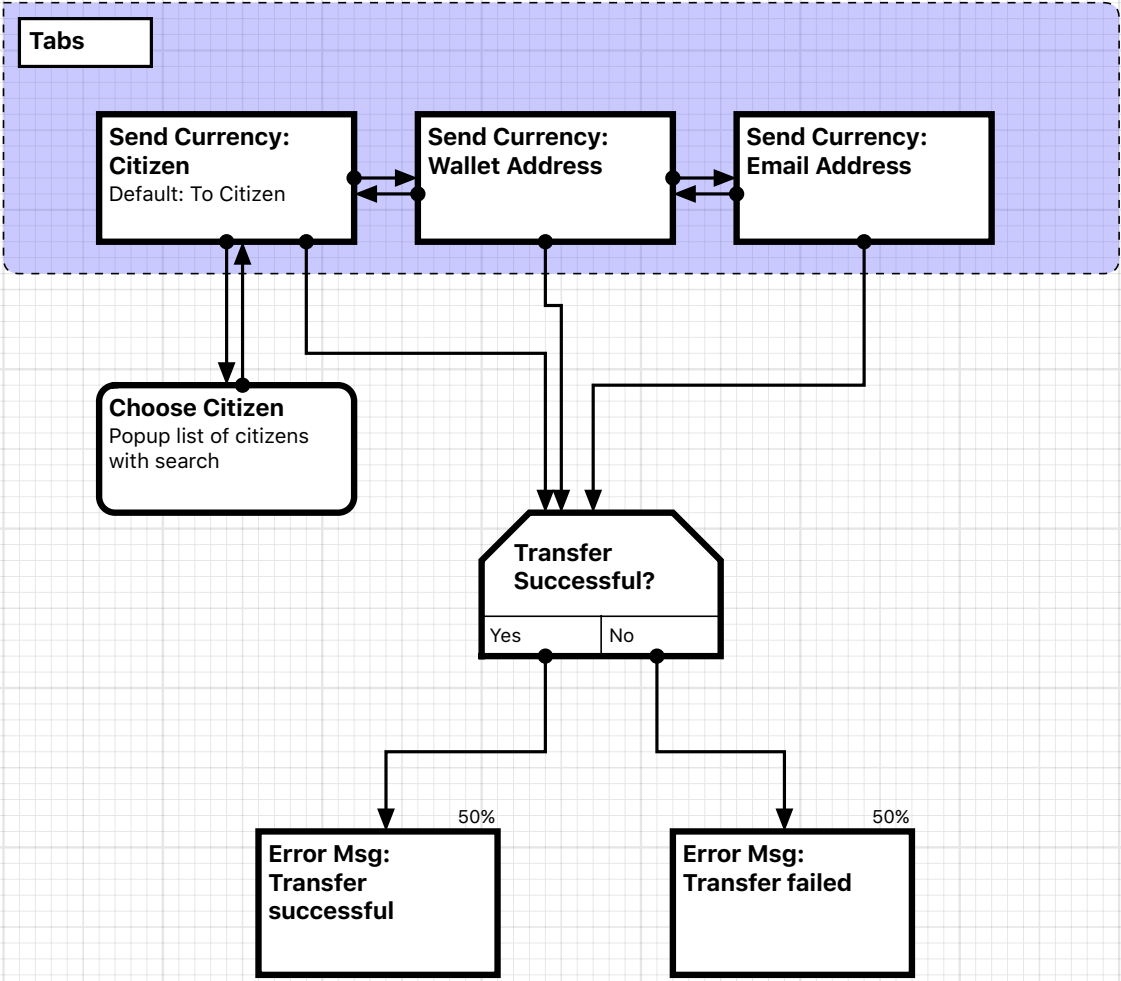 Tabs
Send Currency:
Citizen
Default: To Citizen
Send Currency:
Wallet Address
Send Currency:
Email Address
Choose Citizen
Popup list of citizens
with search
Transfer
Successful?
Yes
No
50%
Error Msg:
Transfer
successful
50%
Error Msg:
Transfer failed